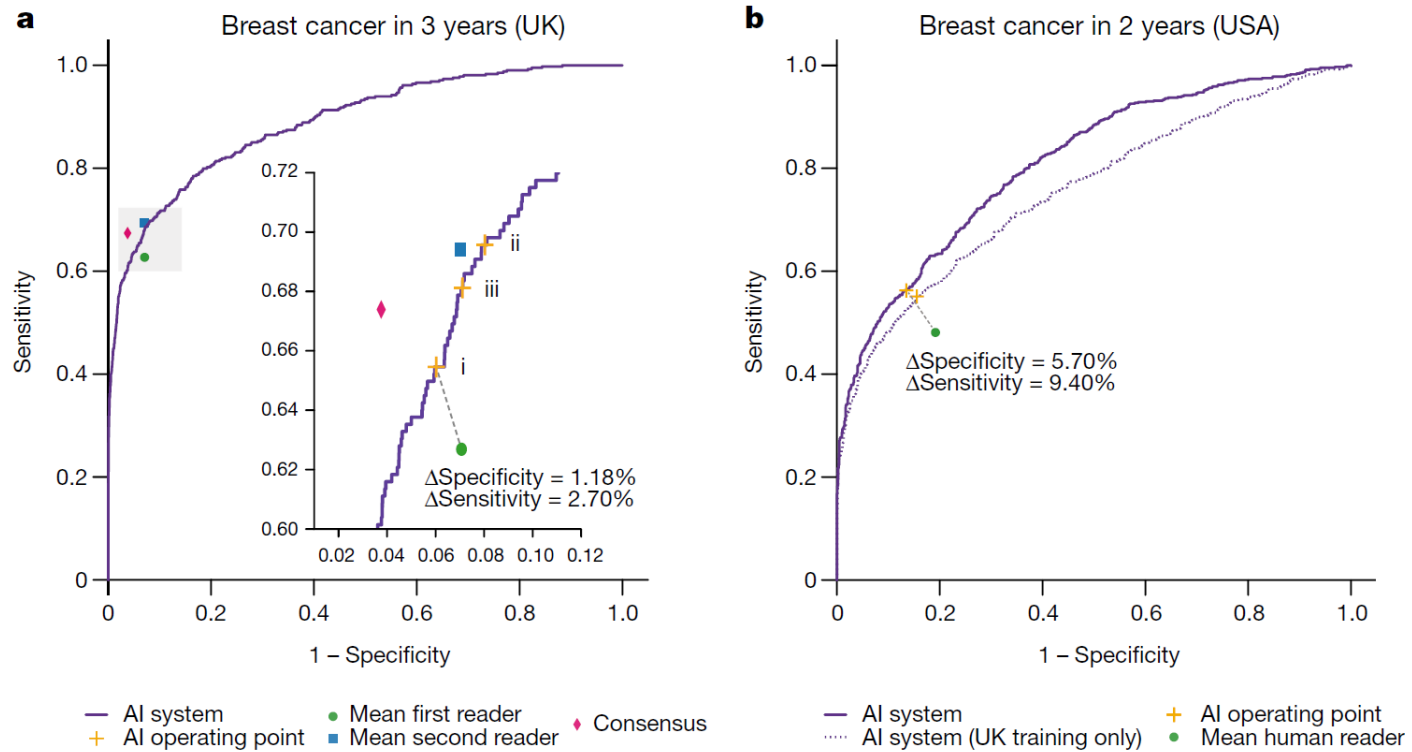 a
Breast cancer in 3 years (UK)
Sensitivity
1.0
0.8
0.6
0.4
0.2
0
0 0.2 0.4 0.6 0.8 1.0
1 – Specificity
0.72
0.70
0.68
0.66
0.64
0.62
0.60
0.02 0.04 0.06 0.08 0.10 0.12
ii
iii
i
ΔSpecificity = 1.18%
ΔSensitivity = 2.70%
AI system
AI operating point
Mean first reader
Mean second reader
Consensus
b
Breast cancer in 2 years (USA)
Sensitivity
1.0
0.8
0.6
0.4
0.2
0
0 0.2 0.4 0.6 0.8 1.0
1 – Specificity
ΔSpecificity = 5.70%
ΔSensitivity = 9.40%
AI system
AI system (UK training only)
AI operating point
Mean human reader